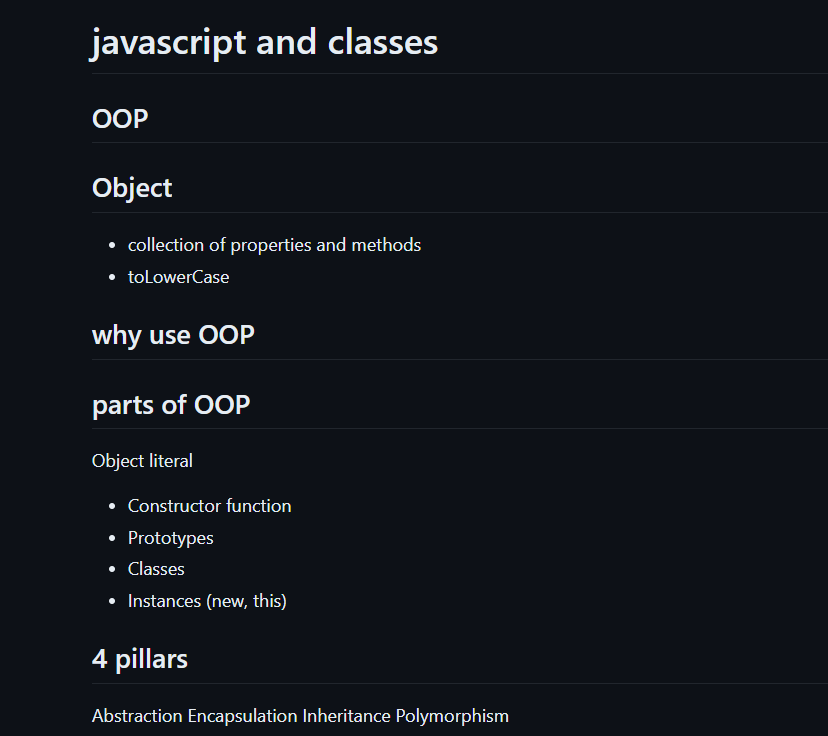 javascript and classes
OOP
Object
collection of properties and methods
toLowerCase
why use OOP
parts of OOP
Object literal
Constructor function
Prototypes
Classes
Instances (new, this)
4 pillars
Abstraction Encapsulation Inheritance Polymorphism